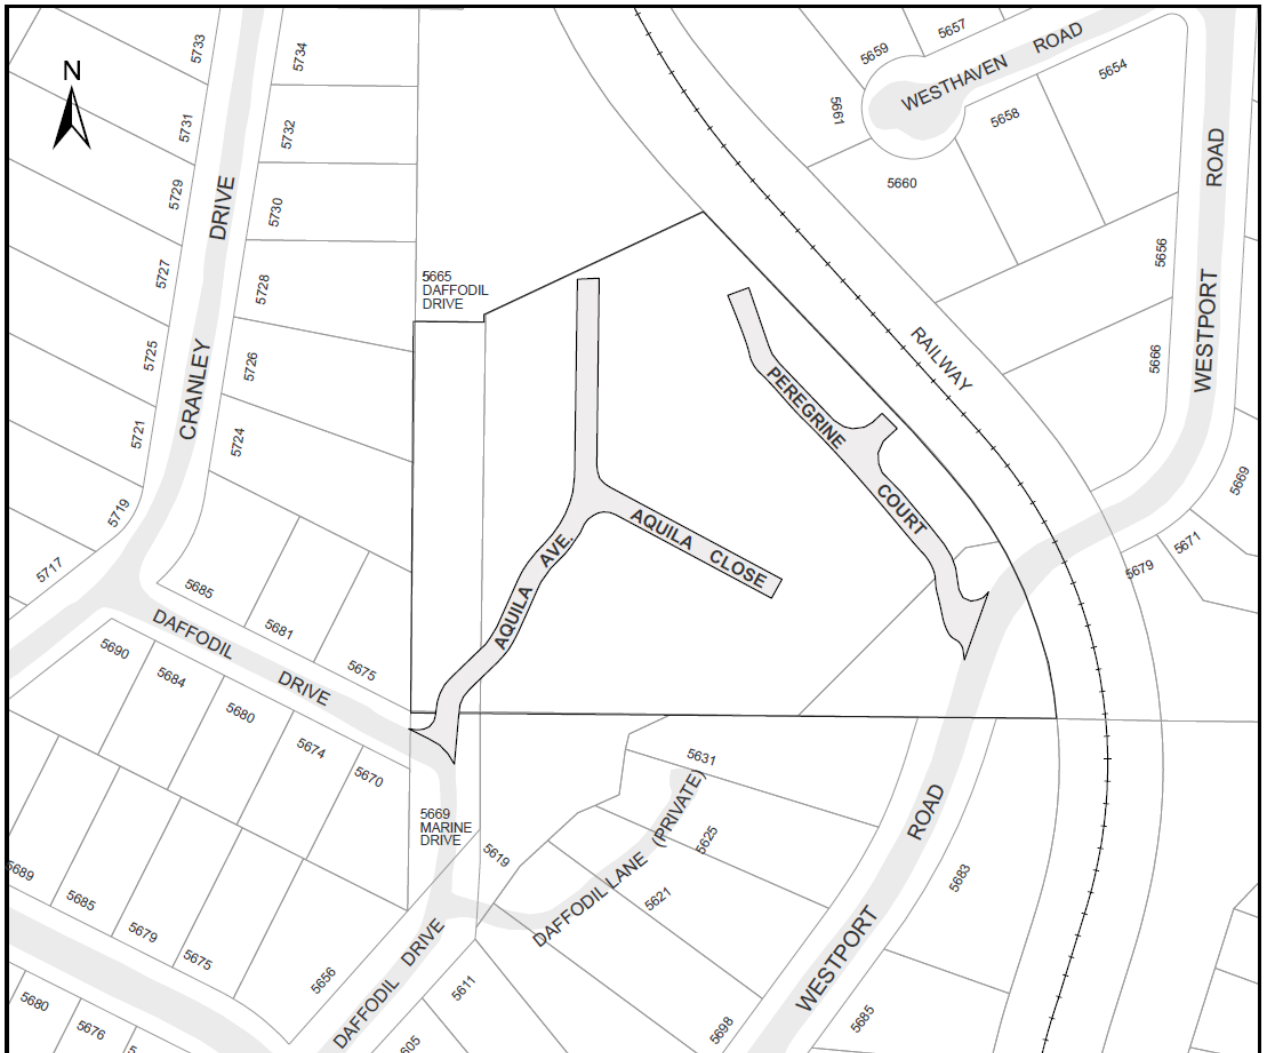 N
5733
5734
5731
5732
5729
DRIVE
5730
5727
5728
5725
CRANLEY
5726
5721
5724
5719
5717
5665
DAFFODIL
DRIVE
5659
5657
WESTHAVEN ROAD
5661
5658
5654
5660
ROAD
5656
WESTPORT
5666
RAILWAY
5669
5671
5679
PEREGRINE
COURT
AQUILA CLOSE
AQUILA AVE.
5685
5681
5675
DAFFODIL DRIVE
5690
5684
5680
5674
5670
5669
MARINE
DRIVE
5619
5631
5625
5621
DAFFODIL LANE (PRIVATE)
ROAD
WESTPORT
5683
5685
5698
5689
5685
5679
5675
5656
DAFFODIL DRIVE
5611
5680
5676